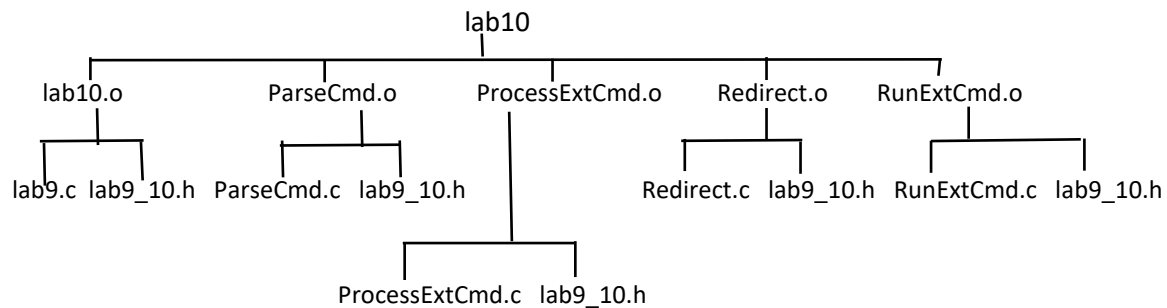 lab10
lab10.o ParseCmd.o ProcessExtCmd.o Redirect.o RunExtCmd.o
lab9.c lab9_10.h ParseCmd.c lab9_10.h Redirect.c lab9_10.h RunExtCmd.c lab9_10.h
ProcessExtCmd.c lab9_10.h